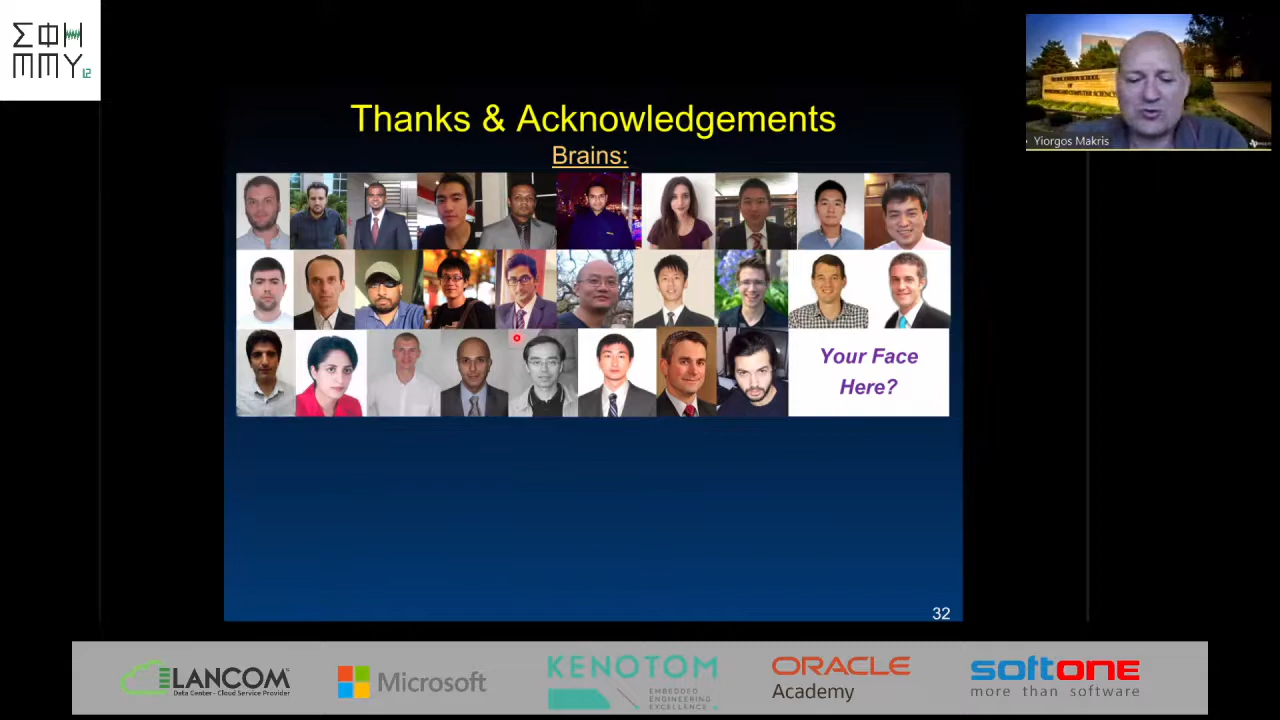 ΣΦΗ
ΜΜΥ12
Thanks & Acknowledgements
Brains:
Your Face
Here?
32
Yiorgos Makris
LANCOM
Data Center - Cloud Service Provider
Microsoft
KENOTOM
EMBEDDED
ENGINEERING
EXCELLENCE
ORACLE
Academy
softone
more than software